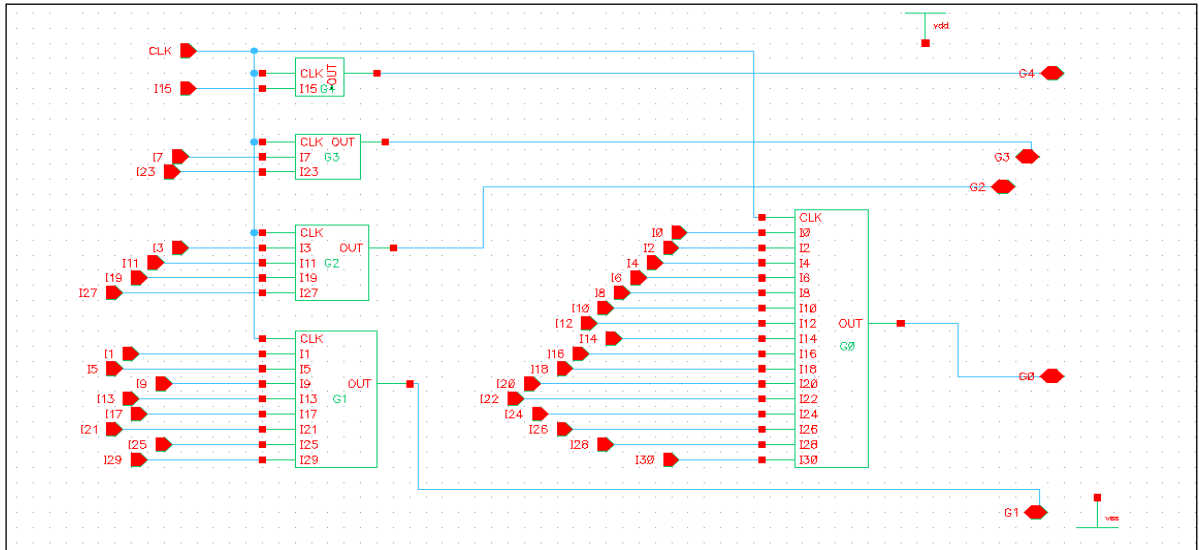 vdd
CLK
CLK OUT
I15 I15 G4
G4
CLK OUT
I7 I7 G3
G3
I23 I23
G2
CLK
CLK
I0 I0
I3 I3 OUT
I2 I2
I11 I11 G2
I4 I4
I19 I19
I6 I6
I27 I27
I8 I8
I10 I10
I12 I12 OUT
CLK
I14 I14 G0
I1 I1
I16 I16
I5 I5
I18 I18
G0
I9 I9 OUT
I20 I20
I13 I13 G1
I22 I22
I17 I17
I24 I24
I21 I21
I26 I26
I25 I25
I28 I28
I29 I29
I30 I30
G1
vss